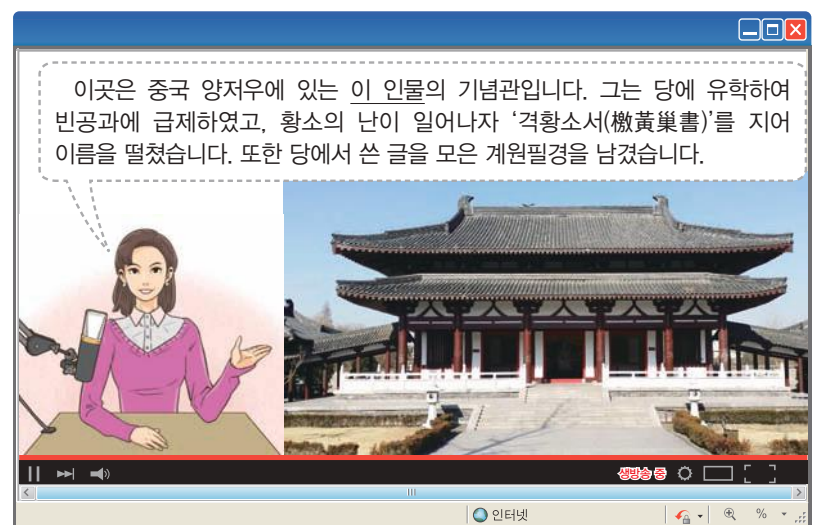 이곳은 중국 양저우에 있는 이 인물의 기념관입니다. 그는 당에 유학하여
빈공과에 급제하였고, 황소의 난이 일어나자 ‘격황소서(檄黃巢書)’를 지어
이름을 떨쳤습니다. 또한 당에서 쓴 글을 모은 계원필경을 남겼습니다.
생방송 중
인터넷
%